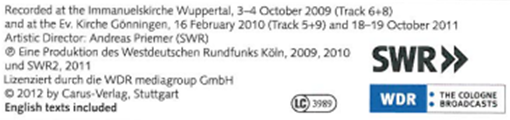 Recorded at the Immanuelskirche Wuppertal, 3–4 October 2009 (Track 6+8)
and at the Ev. Kirche Gönningen, 16 February 2010 (Track 5+9) and 18–19 October 2011
Artistic Director: Andreas Priemer (SWR)
℗ Eine Produktion des Westdeutschen Rundfunks Köln, 2009, 2010
und SWR2, 2011
Lizenziert durch die WDR mediagroup GmbH
© 2012 by Carus-Verlag, Stuttgart
English texts included
LC 3989
SWR»
WDR THE COLOGNE
BROADCASTS